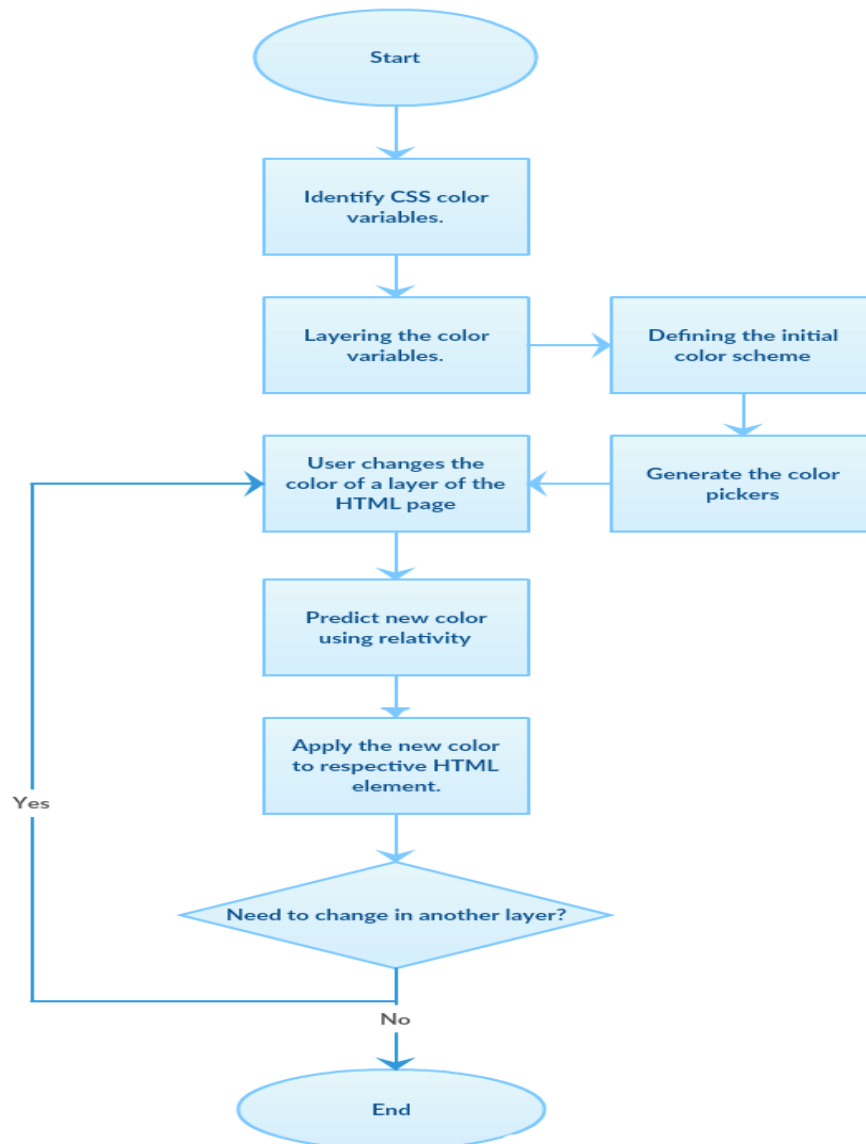 Start
Identify CSS color
variables.
Layering the color
variables.
Defining the initial
color scheme
User changes the
color of a layer of the
HTML page
Generate the color
pickers
Predict new color
using relativity
Apply the new color
to respective HTML
element.
Yes
Need to change in another layer?
No
End